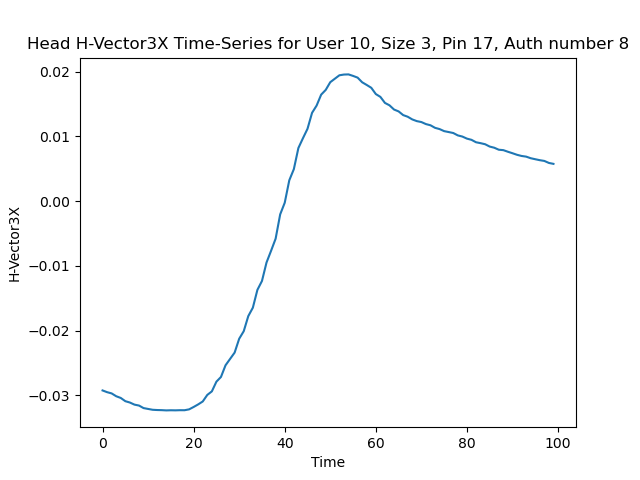 Head H-Vector3X Time-Series for User 10, Size 3, Pin 17, Auth number 8
H-Vector3X
0.02
0.01
0.00
−0.01
−0.02
−0.03
0 20 40 60 80 100
Time